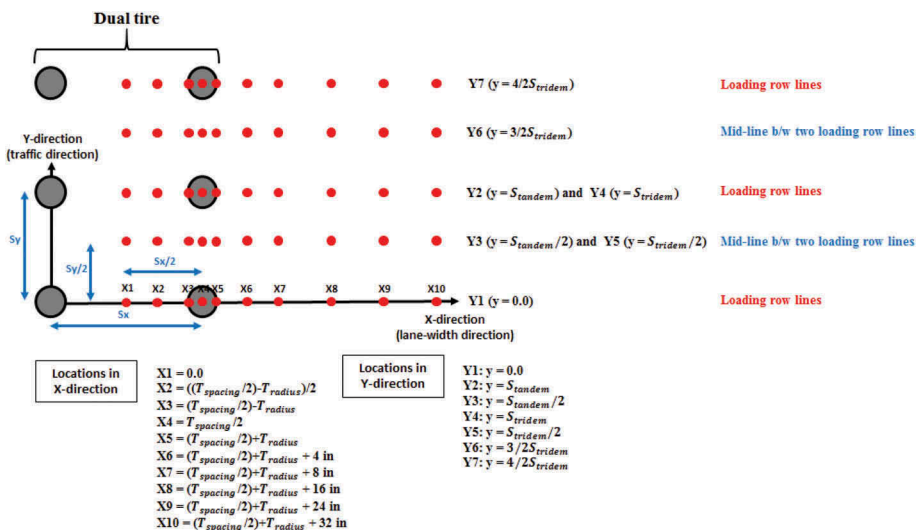 Dual tire
Y7 (y = 4/2S_tridem) Loading row lines
Y-direction
(traffic direction)
Y6 (y = 3/2S_tridem) Mid-line b/w two loading row lines
Y2 (y = S_tandem) and Y4 (y = S_tridem) Loading row lines
Sy
Y3 (y = S_tandem/2) and Y5 (y = S_tridem/2) Mid-line b/w two loading row lines
Sy/2
Sx/2
X1 X2 X3 X4 X5 X6 X7 X8 X9 X10
Y1 (y = 0.0) Loading row lines
Sx
X-direction
(lane-width direction)
Locations in
X-direction
X1 = 0.0
X2 = ((T_spacing/2)-T_radius)/2
X3 = (T_spacing/2)-T_radius
X4 = T_spacing/2
X5 = (T_spacing/2)+T_radius
X6 = (T_spacing/2)+T_radius + 4 in
X7 = (T_spacing/2)+T_radius + 8 in
X8 = (T_spacing/2)+T_radius + 16 in
X9 = (T_spacing/2)+T_radius + 24 in
X10 = (T_spacing/2)+T_radius + 32 in
Locations in
Y-direction
Y1: y = 0.0
Y2: y = S_tandem
Y3: y = S_tandem/2
Y4: y = S_tridem
Y5: y = S_tridem/2
Y6: y = 3/2S_tridem
Y7: y = 4/2S_tridem